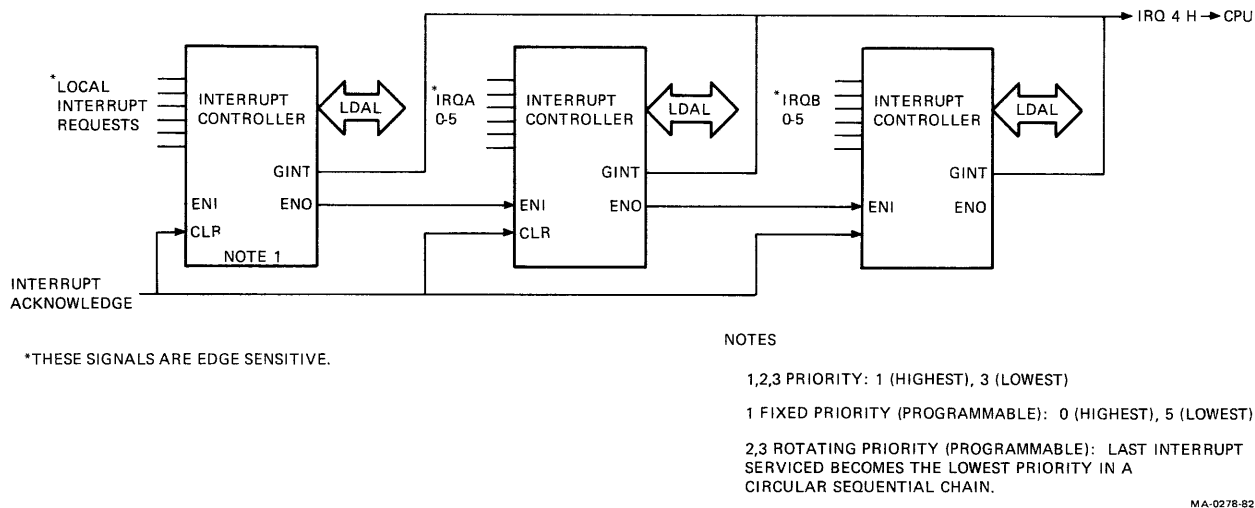 IRQ 4 H → CPU
*LOCAL
INTERRUPT
REQUESTS
INTERRUPT
CONTROLLER
LDAL
GINT
ENI
ENO
CLR
NOTE 1
*IRQA
0-5
INTERRUPT
CONTROLLER
LDAL
GINT
ENI
ENO
CLR
*IRQB
0-5
INTERRUPT
CONTROLLER
LDAL
GINT
ENI
ENO
INTERRUPT
ACKNOWLEDGE
*THESE SIGNALS ARE EDGE SENSITIVE.
NOTES
1,2,3 PRIORITY: 1 (HIGHEST), 3 (LOWEST)
1 FIXED PRIORITY (PROGRAMMABLE): 0 (HIGHEST), 5 (LOWEST)
2,3 ROTATING PRIORITY (PROGRAMMABLE): LAST INTERRUPT
SERVICED BECOMES THE LOWEST PRIORITY IN A
CIRCULAR SEQUENTIAL CHAIN.
MA-0278-82